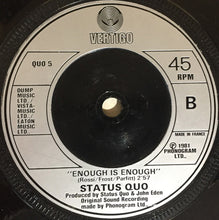 VERTIGO
QUO 5
DUMP
MUSIC
LTD./
VISTA-
MUSIC
LTD./
EATON
MUSIC
LTD
45
RPM
B
MADE IN FRANCE
℗ 1981
PHONOGRAM
LTD.
"ENOUGH IS ENOUGH"
(Rossi/Frost/Parfitt) 2'57
STATUS QUO
Produced by Status Quo & John Eden
Original Sound Recording
made by Phonogram Ltd.